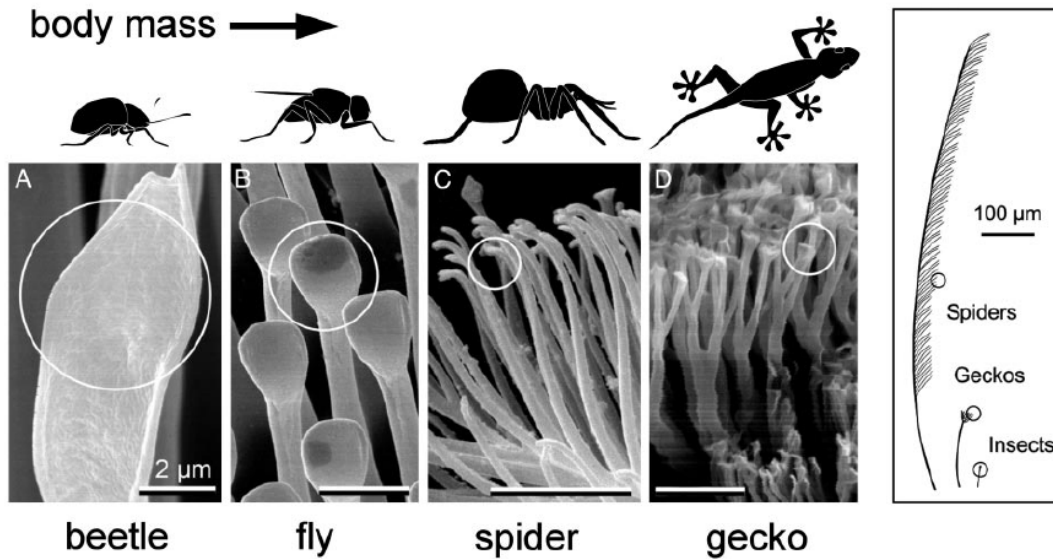 body mass
A
B
C
D
2 µm
beetle
fly
spider
gecko
100 µm
Spiders
Geckos
Insects